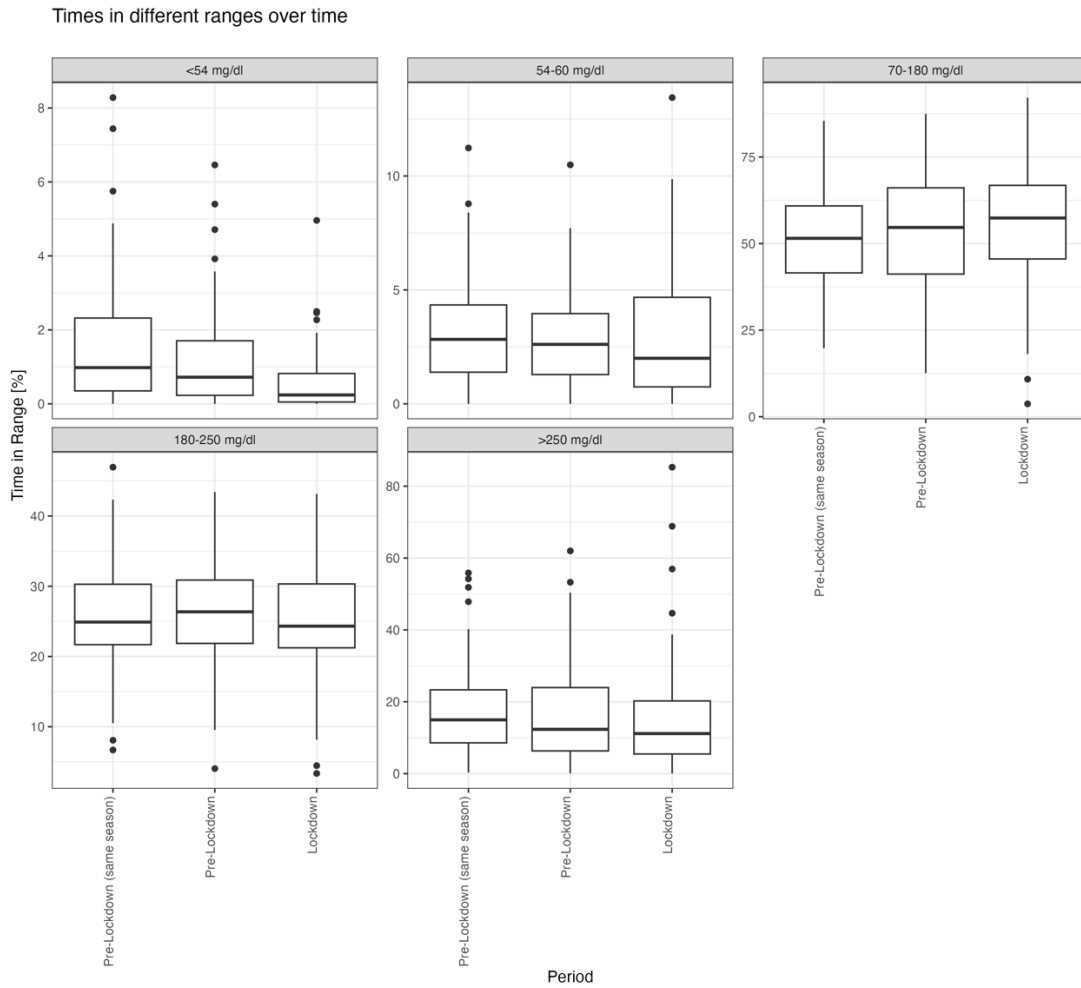 Times in different ranges over time
<54 mg/dl
54-60 mg/dl
70-180 mg/dl
8
6
4
2
0
10
5
0
75
50
25
0
Time in Range [%]
180-250 mg/dl
>250 mg/dl
40
30
20
10
80
60
40
20
0
Pre-Lockdown (same season)
Pre-Lockdown
Lockdown
Pre-Lockdown (same season)
Pre-Lockdown
Lockdown
Pre-Lockdown (same season)
Pre-Lockdown
Lockdown
Period